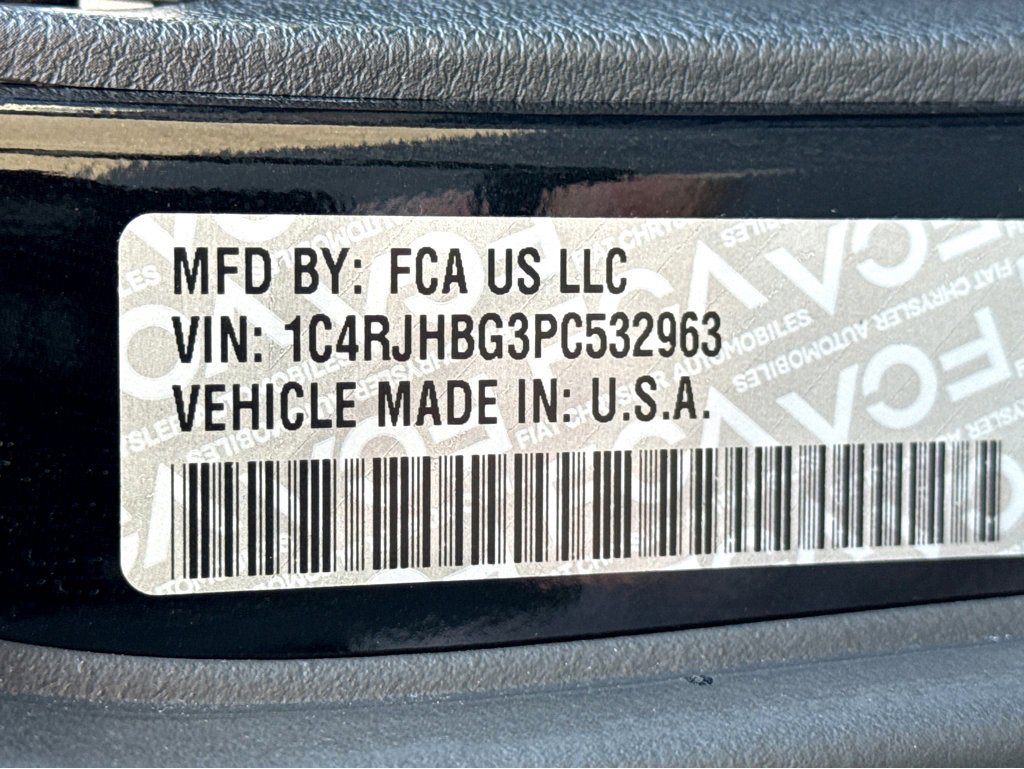 MFD BY: FCA US LLC
VIN: 1C4RJHBG3PC532963
VEHICLE MADE IN: U.S.A.